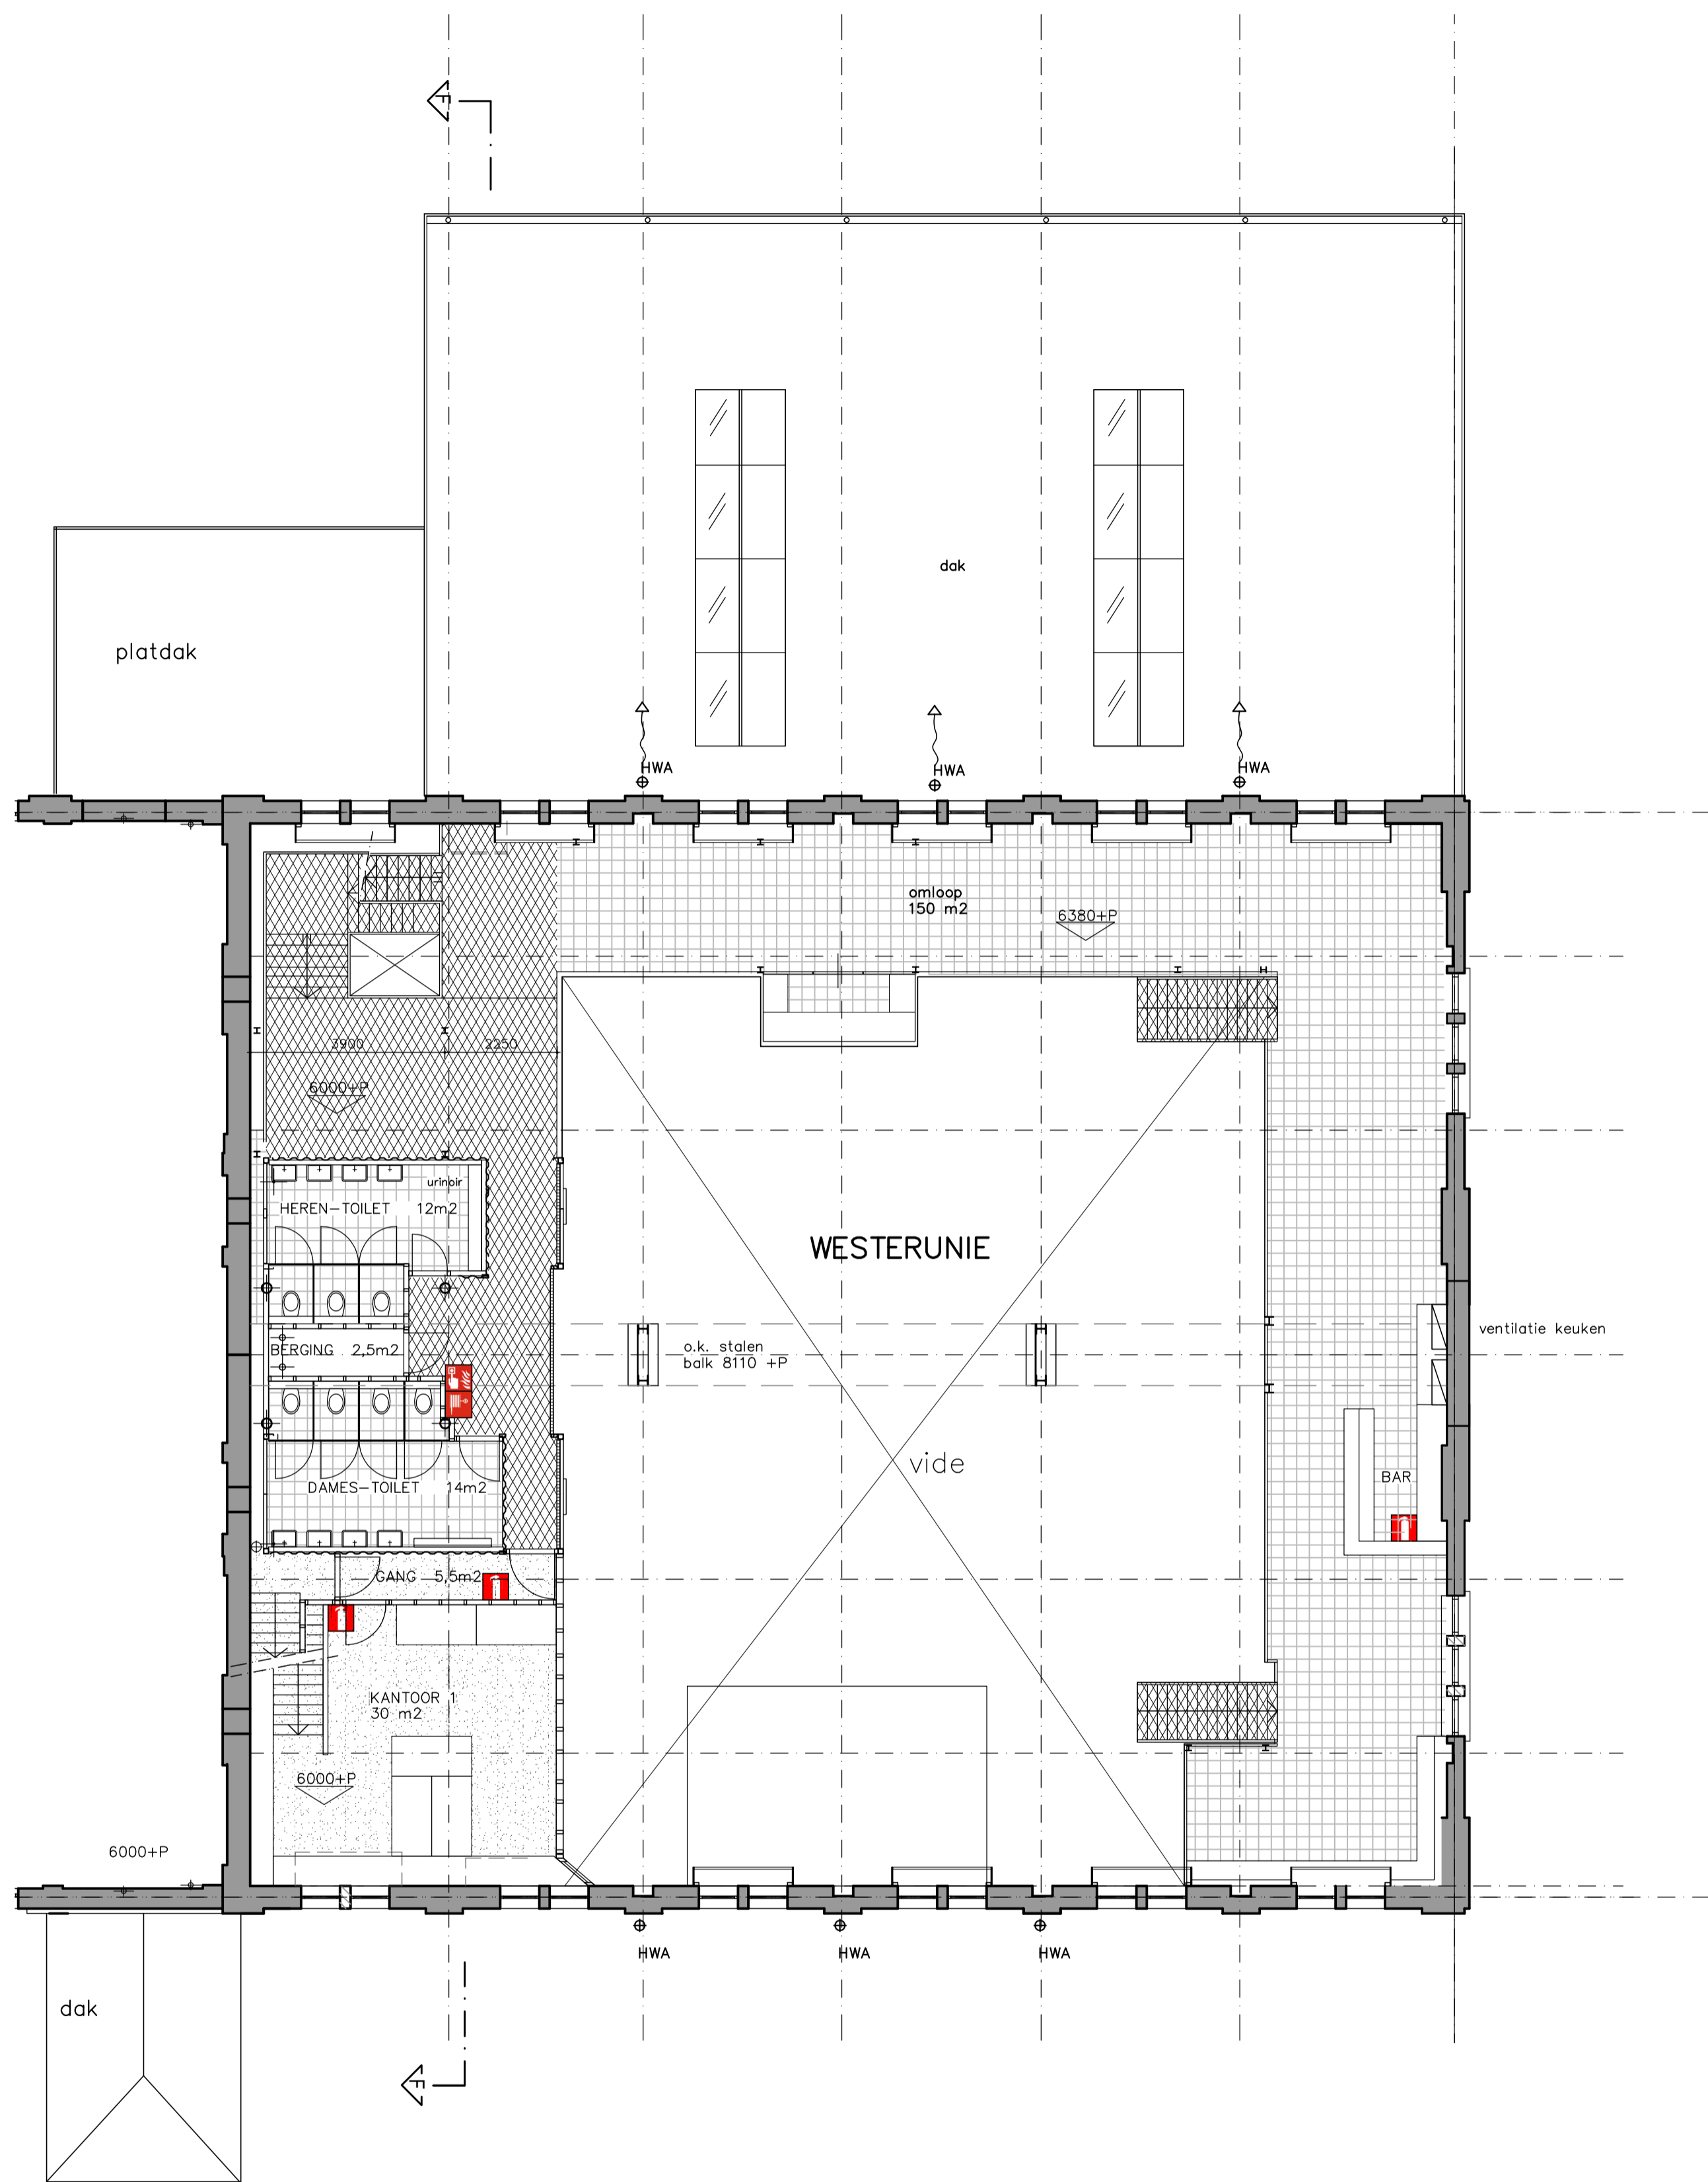 F
dak
platdak
HWA
HWA
HWA
omloop
150 m2
6380+P
3900
2250
6000+P
urinoir
HEREN-TOILET 12m2
WESTERUNIE
ventilatie keuken
o.k. stalen
balk 8110 +P
BERGING 2,5m2
vide
BAR
DAMES-TOILET 14m2
GANG 5,5m2
KANTOOR 1
30 m2
6000+P
6000+P
HWA
HWA
HWA
dak
F